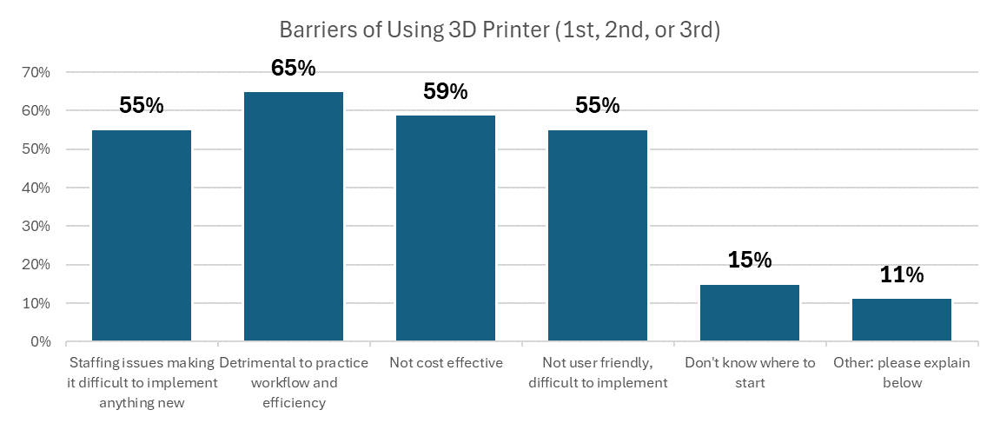 Barriers of Using 3D Printer (1st, 2nd, or 3rd)
70%
60%
50%
40%
30%
20%
10%
0%
55%
65%
59%
55%
15%
11%
Staffing issues making
it difficult to implement
anything new
Detrimental to practice
workflow and
efficiency
Not cost effective
Not user friendly,
difficult to implement
Don't know where to
start
Other: please explain
below